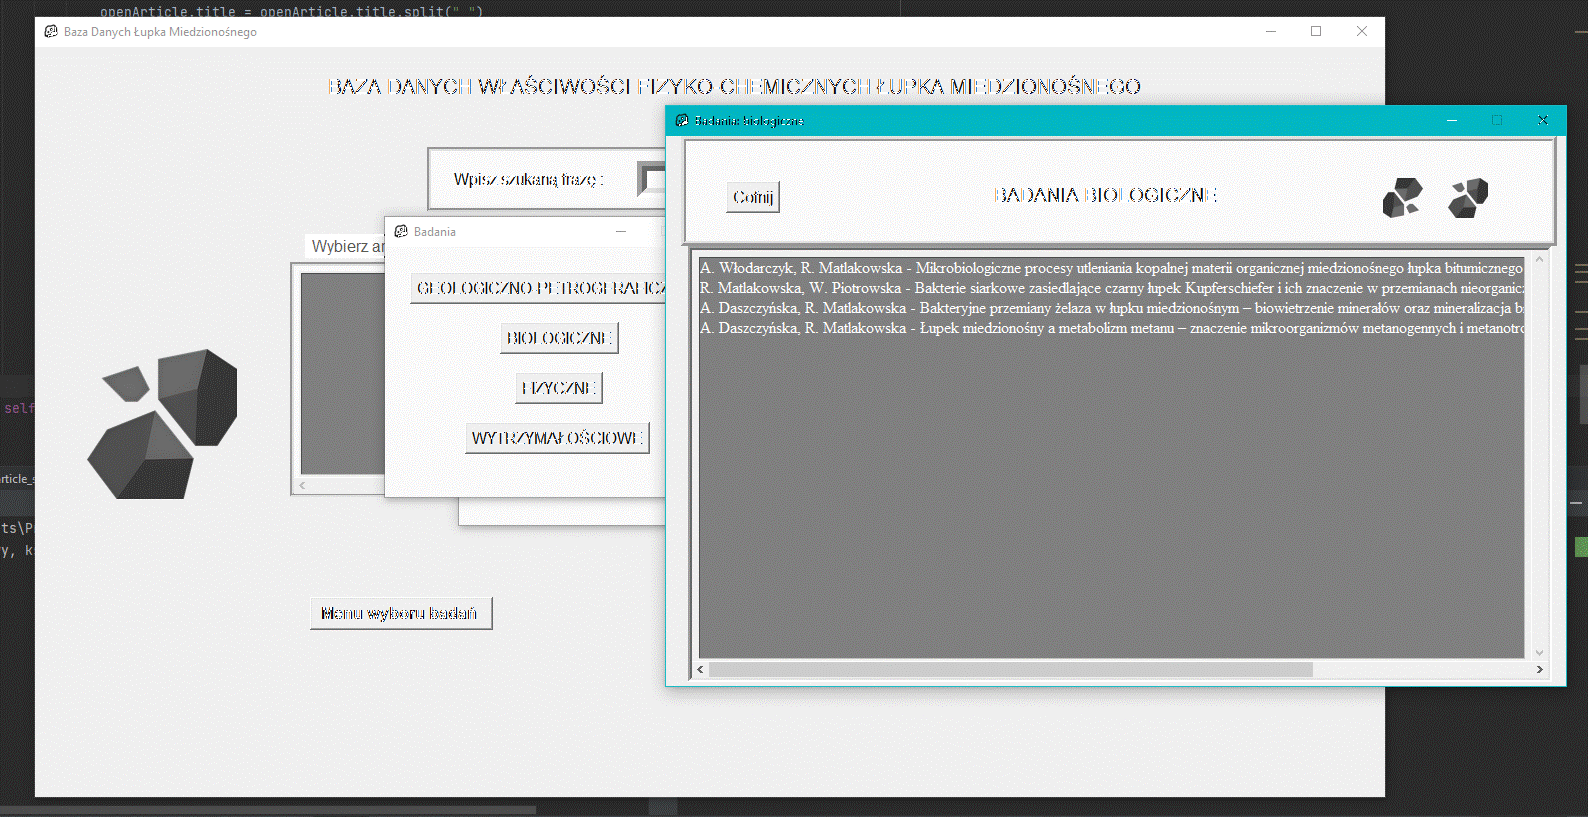 openArticle.title = openArticle.title.split(" ")
Baza Danych Łupka Miedzionośnego
BAZA DANYCH WŁAŚCIWOŚCI FIZYKO CHEMICZNYCH ŁUPKA MIEDZIONOŚNEGO
Wpisz szukaną frazę :
Wybierz
Badania
GEOLOGICZNO-PETROGRAFICZ
BIOLOGICZNE
FIZYCZNE
WYTRZYMAŁOŚCIOWE
Menu wyboru badań
self
article_s
ts\P
y, k
Badania: biologiczne
Cofnij
BADANIA BIOLOGICZNE
A. Włodarczyk, R. Matlakowska - Mikrobiologiczne procesy utleniania kopalnej materii organicznej miedzionośnego łupka bitumicznego
R. Matlakowska, W. Piotrowska - Bakterie siarkowe zasiedlające czarny łupek Kupferschiefer i ich znaczenie w przemianach nieorganicz
A. Daszczyńska, R. Matlakowska - Bakteryjne przemiany żelaza w łupku miedzionośnym – biowietrzenie minerałów oraz mineralizacja b
A. Daszczyńska, R. Matlakowska - Łupek miedzionośny a metabolizm metanu – znaczenie mikroorganizmów metanogennych i metanotro